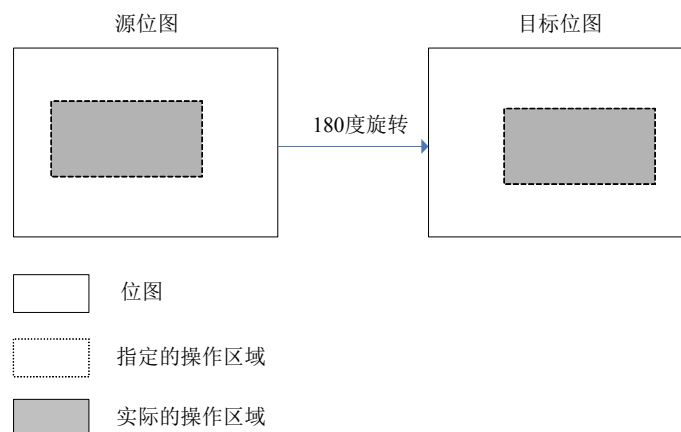 源位图
目标位图
180度旋转
位图
指定的操作区域
实际的操作区域